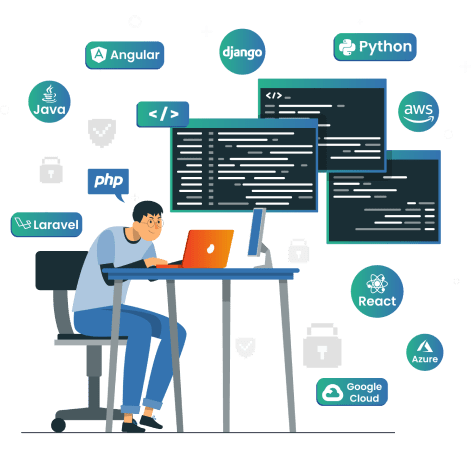 Angular
django
Python
Java
</>
</>
aws
php
Laravel
React
Azure
Google
Cloud